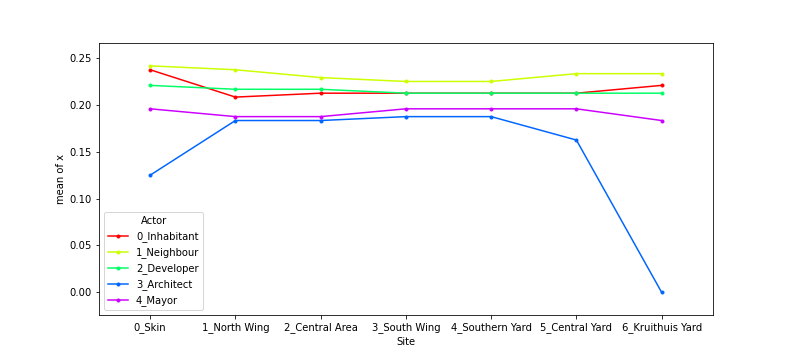 0.25
0.20
0.15
0.10
0.05
0.00
mean of x
Actor
0_Inhabitant
1_Neighbour
2_Developer
3_Architect
4_Mayor
0_Skin 1_North Wing 2_Central Area 3_South Wing 4_Southern Yard 5_Central Yard 6_Kruithuis Yard
Site